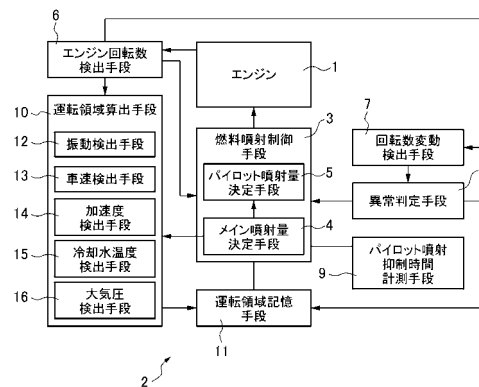 6
エンジン回転数
検出手段
エンジン
1
10
運転領域算出手段
12
振動検出手段
13
車速検出手段
14
加速度
検出手段
15
冷却水温度
検出手段
16
大気圧
検出手段
燃料噴射制御
手段
3
パイロット噴射量
決定手段
5
メイン噴射量
決定手段
4
7
回転数変動
検出手段
異常判定手段
パイロット噴射
抑制時間
計測手段
9
運転領域記憶
手段
11
2